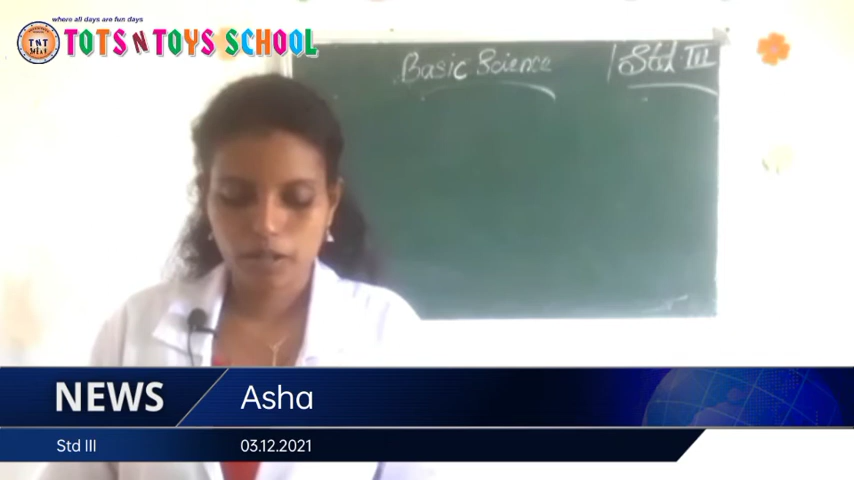 where all days are fun days
TOTS N TOYS SCHOOL
TNT
Basic Science
Std III
NEWS
Asha
Std III
03.12.2021